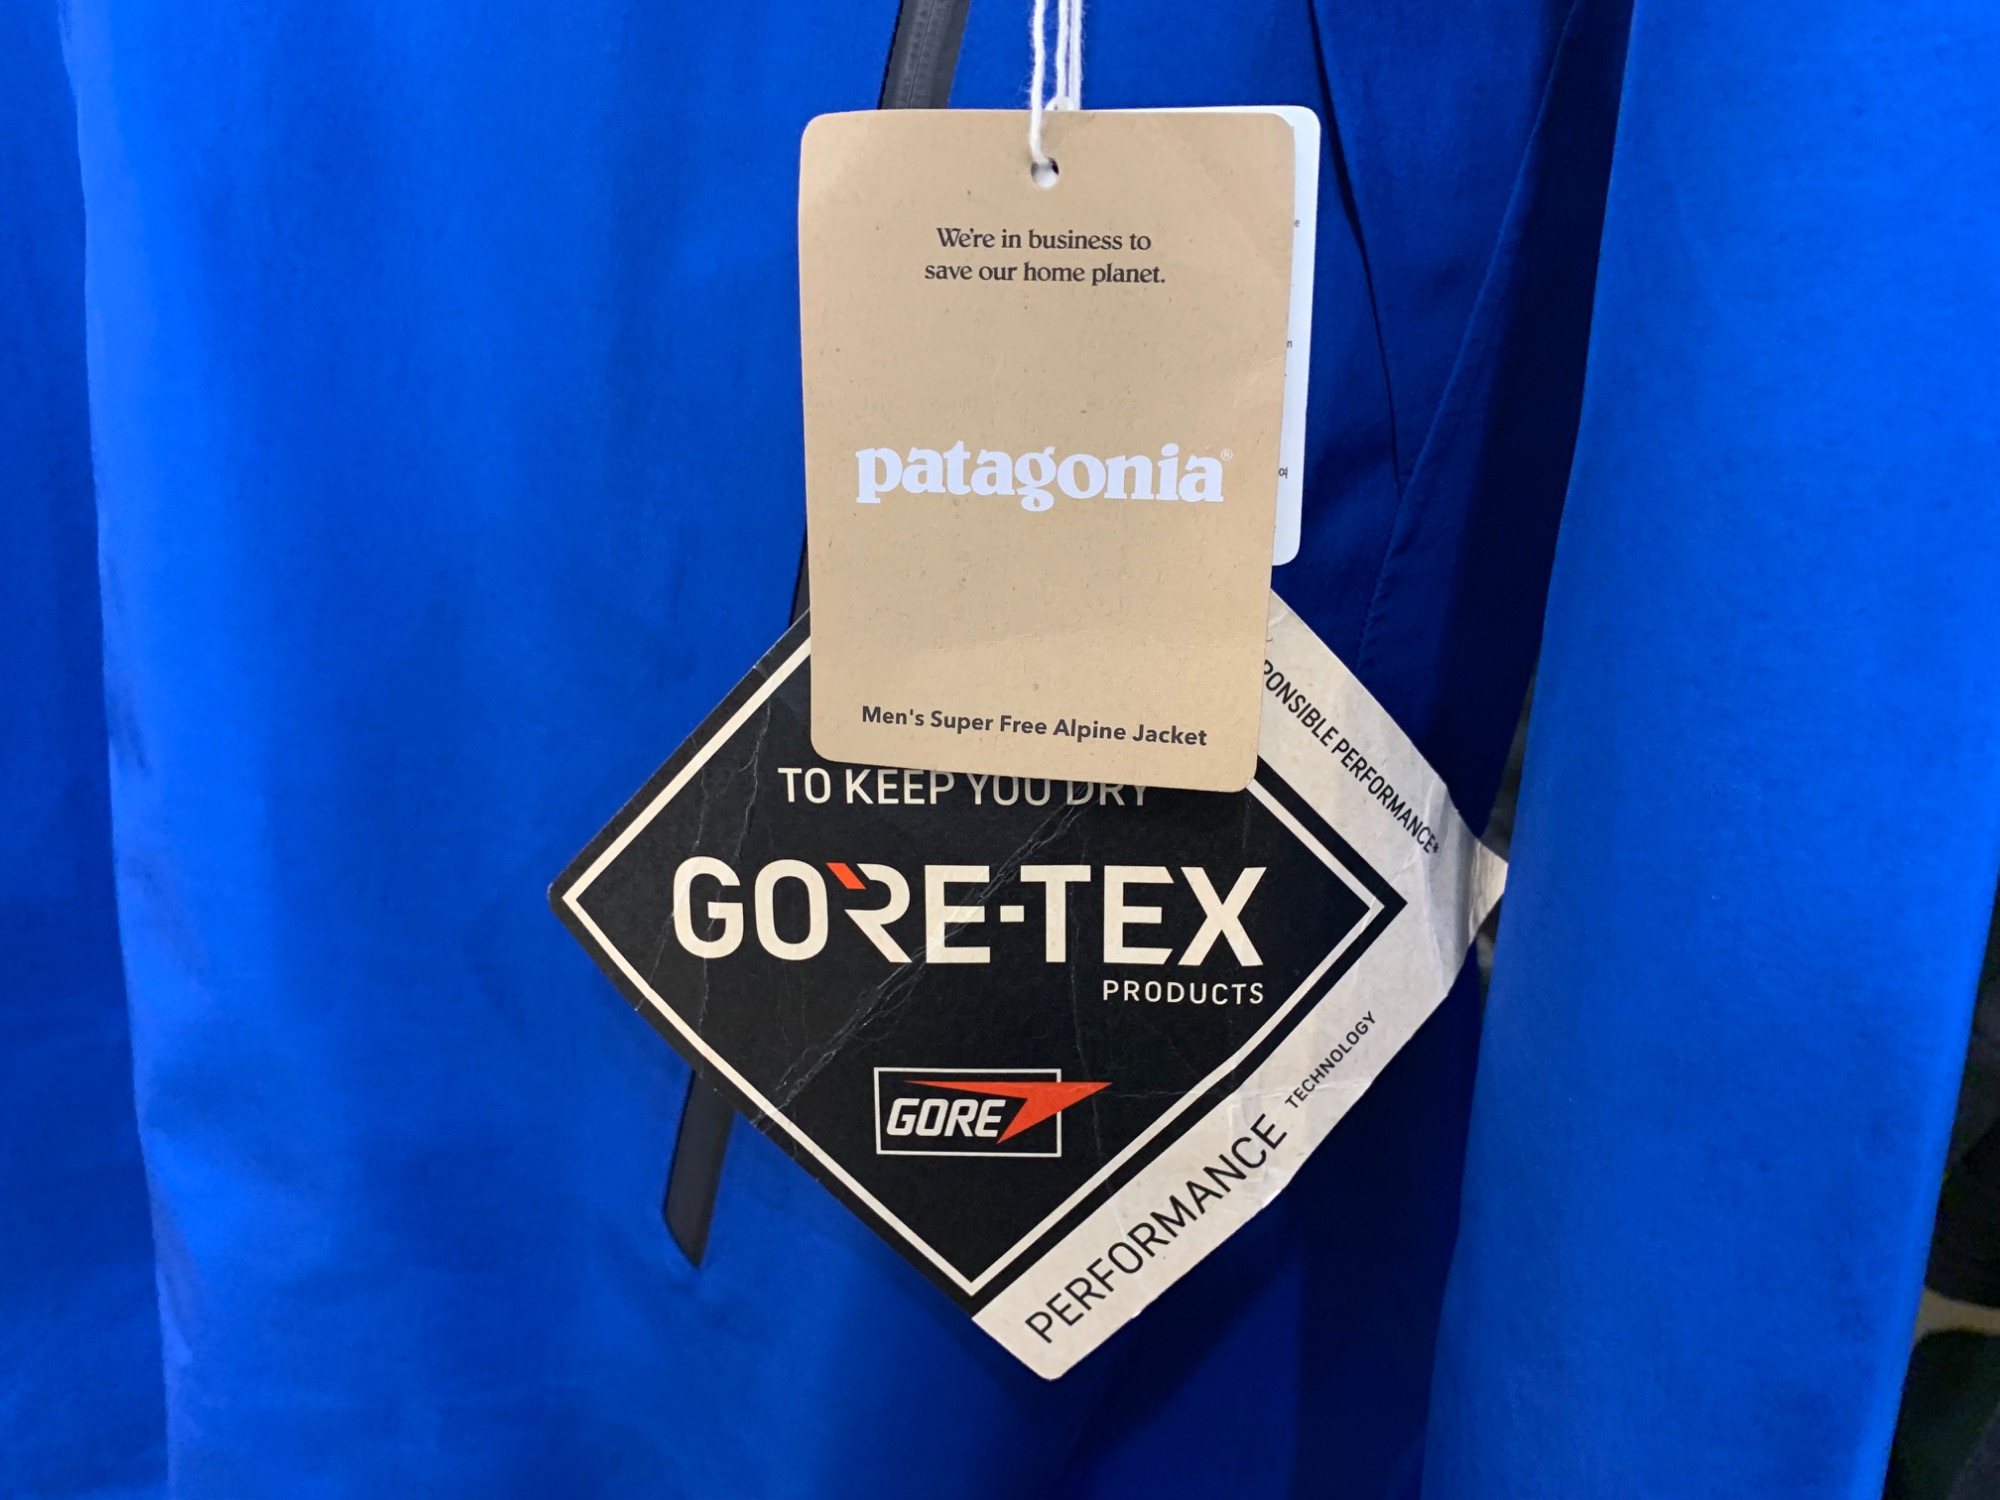 We're in business to
save our home planet.
patagonia®
Men's Super Free Alpine Jacket
TO KEEP YOU DRY
GORE-TEX
PRODUCTS
GORE
PERFORMANCE*
PERFORMANCE TECHNOLOGY